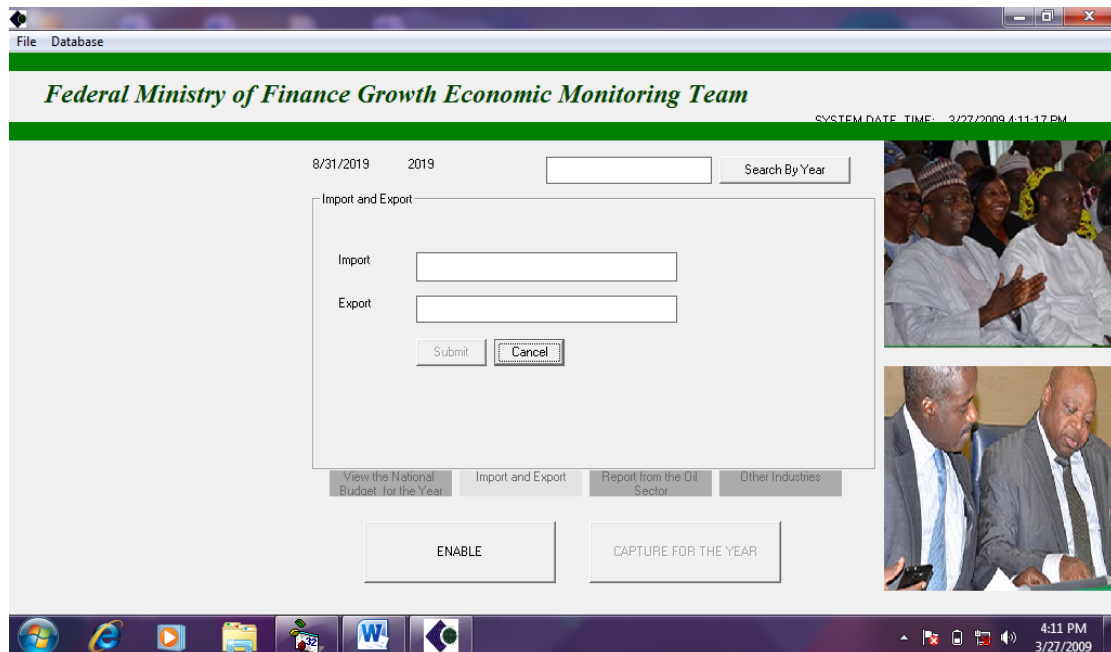 File Database
Federal Ministry of Finance Growth Economic Monitoring Team
SYSTEM DATE TIME: 3/27/2009 4:11:17 PM
8/31/2019 2019 Search By Year
Import and Export
Import
Export
Submit Cancel
View the National Budget for the Year
Import and Export
Report from the Oil Sector
Other Industries
ENABLE CAPTURE FOR THE YEAR
32
W
4:11 PM
3/27/2009